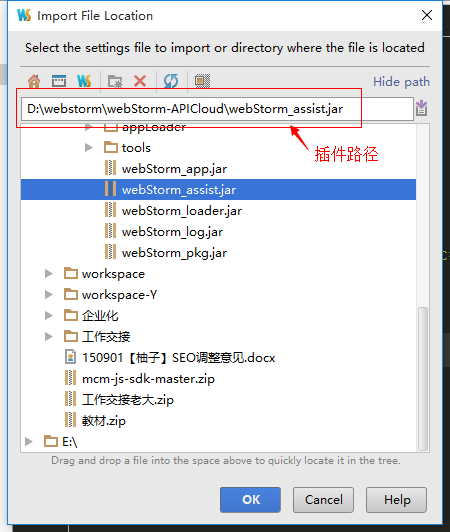 Import File Location
Select the settings file to import or directory where the file is located
Hide path
D:\webstorm\webStorm-APICloud\webStorm_assist.jar
插件路径
appLoader
tools
webStorm_app.jar
webStorm_assist.jar
webStorm_loader.jar
webStorm_log.jar
webStorm_pkg.jar
workspace
workspace-Y
企业化
工作交接
150901【柚子】SEO调整意见.docx
mcm-js-sdk-master.zip
工作交接老大.zip
教材.zip
E:\
Drag and drop a file into the space above to quickly locate it in the tree.
OK
Cancel
Help